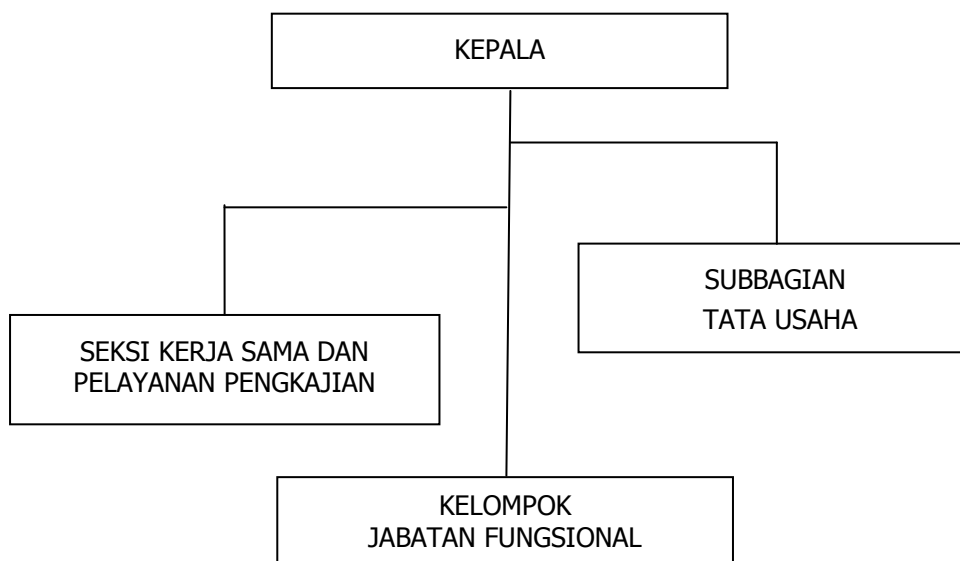 KEPALA
SUBBAGIAN
TATA USAHA
SEKSI KERJA SAMA DAN
PELAYANAN PENGKAJIAN
KELOMPOK
JABATAN FUNGSIONAL